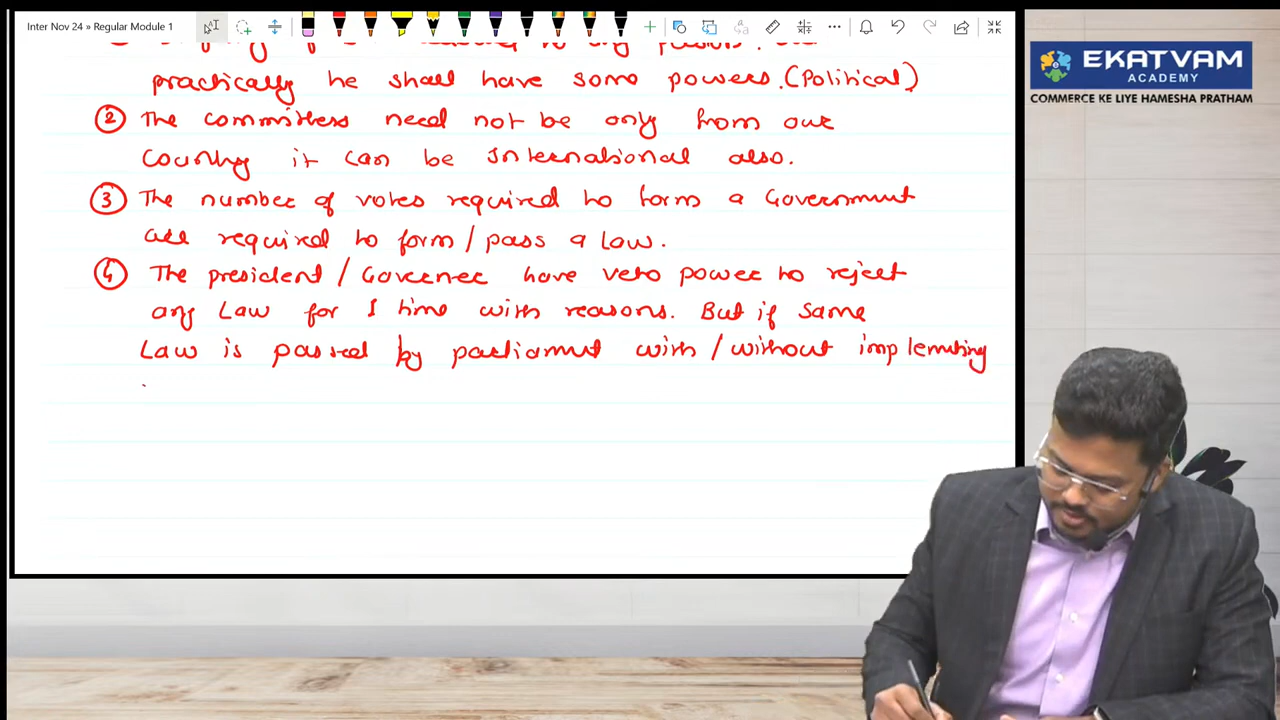 Inter Nov 24 » Regular Module 1
practically he shall have some powers. (Political)
② The committees need not be only from our
country it can be International also.
③ The number of votes required to form a Government
are required to form / pass a Law.
④ The president / Governer have veto power to reject
any Law for 1 time with reasons. But if same
Law is passed by parliament with / without implementing
EKATVAM
ACADEMY
COMMERCE KE LIYE HAMESHA PRATHAM